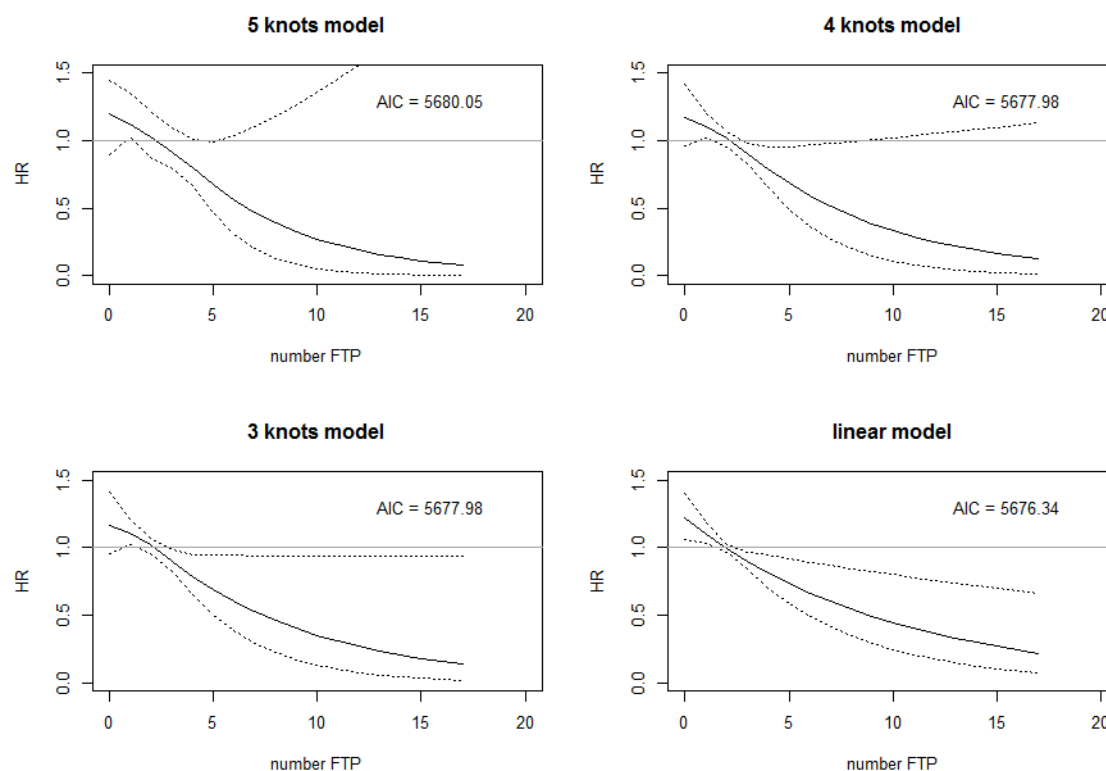 5 knots model
AIC = 5680.05
HR
1.5
1.0
0.5
0.0
0 5 10 15 20
number FTP
4 knots model
AIC = 5677.98
HR
1.5
1.0
0.5
0.0
0 5 10 15 20
number FTP
3 knots model
AIC = 5677.98
HR
1.5
1.0
0.5
0.0
0 5 10 15 20
number FTP
linear model
AIC = 5676.34
HR
1.5
1.0
0.5
0.0
0 5 10 15 20
number FTP